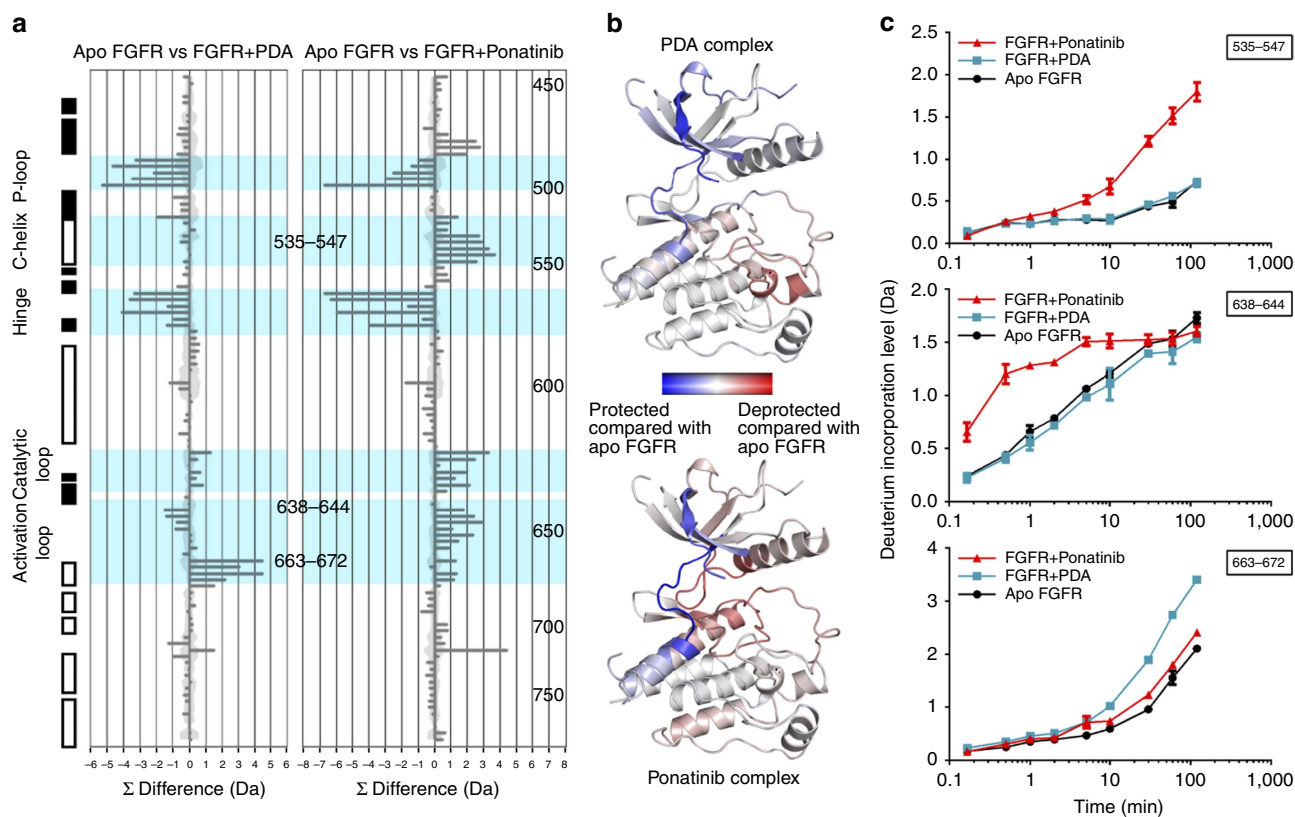 a
Apo FGFR vs FGFR+PDA
Apo FGFR vs FGFR+Ponatinib
450
500
550
600
650
700
750
P-loop
C-helix
Hinge
Catalytic loop
Activation loop
535–547
638–644
663–672
−6 −5 −4 −3 −2 −1 0 1 2 3 4 5 6
−8 −7 −6 −5 −4 −3 −2 −1 0 1 2 3 4 5 6 7 8
Σ Difference (Da)
Σ Difference (Da)
b
PDA complex
Protected compared with apo FGFR
Deprotected compared with apo FGFR
Ponatinib complex
c
Deuterium incorporation level (Da)
2.5
2.0
1.5
1.0
0.5
0.0
FGFR+Ponatinib
FGFR+PDA
Apo FGFR
535–547
0.1 1 10 100 1,000
2.0
1.5
1.0
0.5
0.0
FGFR+Ponatinib
FGFR+PDA
Apo FGFR
638–644
0.1 1 10 100 1,000
4
3
2
1
0
FGFR+Ponatinib
FGFR+PDA
Apo FGFR
663–672
0.1 1 10 100 1,000
Time (min)